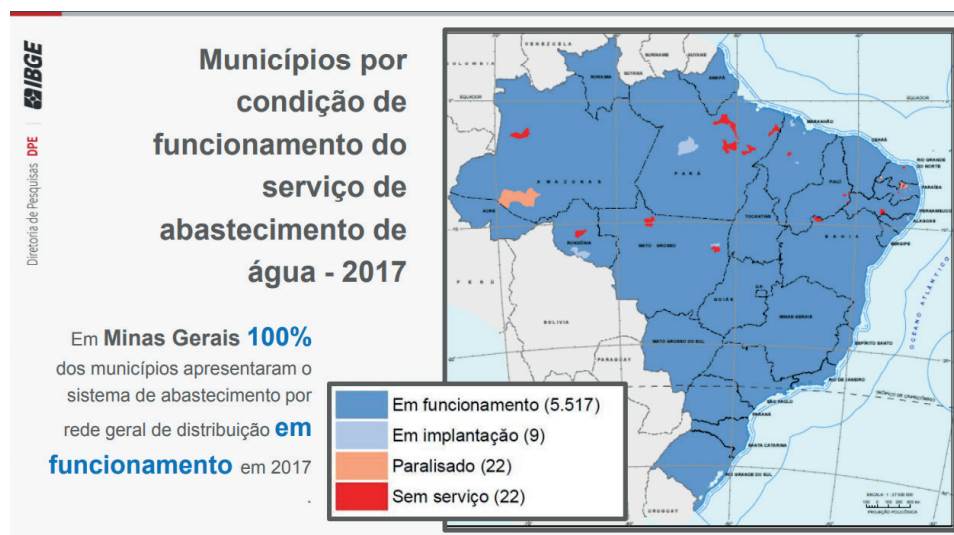 IBGE
Diretoria de Pesquisas DPE
Municípios por
condição de
funcionamento do
serviço de
abastecimento de
água - 2017
Em Minas Gerais 100%
dos municípios apresentaram o
sistema de abastecimento por
rede geral de distribuição em
funcionamento em 2017
.
VENEZUELA
SURINAME
GUYANE
COLOMBIA
GUYANA
RORAIMA
AMAPÁ
EQUADOR
EQUADOR
MARANHÃO
CEARÁ
RIO GRANDE
DO NORTE
AMAZONAS
PARÁ
PIAUÍ
PARAÍBA
PERNAMBUCO
ACRE
TOCANTINS
ALAGOAS
RONDÔNIA
MATO GROSSO
BAHIA
SERGIPE
PERÚ
GOIÁS
D.F.
BOLIVIA
MINAS GERAIS
OCEANO ATLÂNTICO
MATO GROSSO DO SUL
ESPÍRITO SANTO
PARAGUAY
RIO DE JANEIRO
SÃO PAULO
TRÓPICO DE CAPRICÓRNIO
PARANÁ
SANTA CATARINA
RIO GRANDE DO SUL
URUGUAY
PROJEÇÃO POLICÔNICA
Em funcionamento (5.517)
Em implantação (9)
Paralisado (22)
Sem serviço (22)